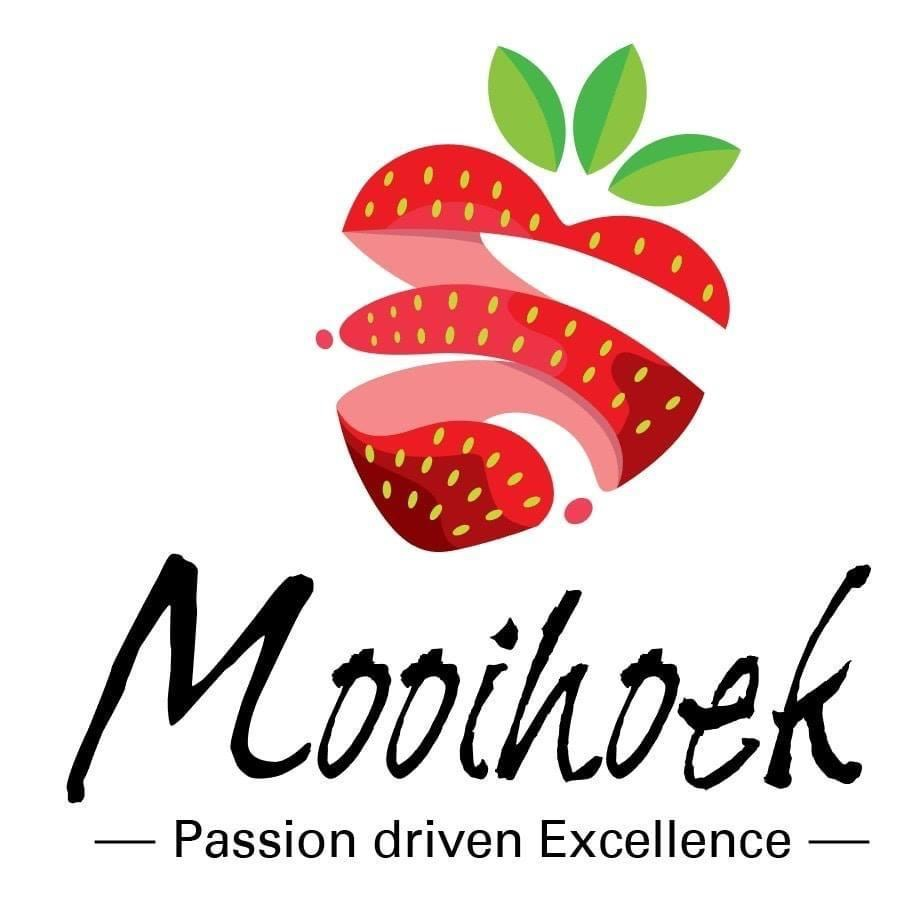 Mooihoek
— Passion driven Excellence —